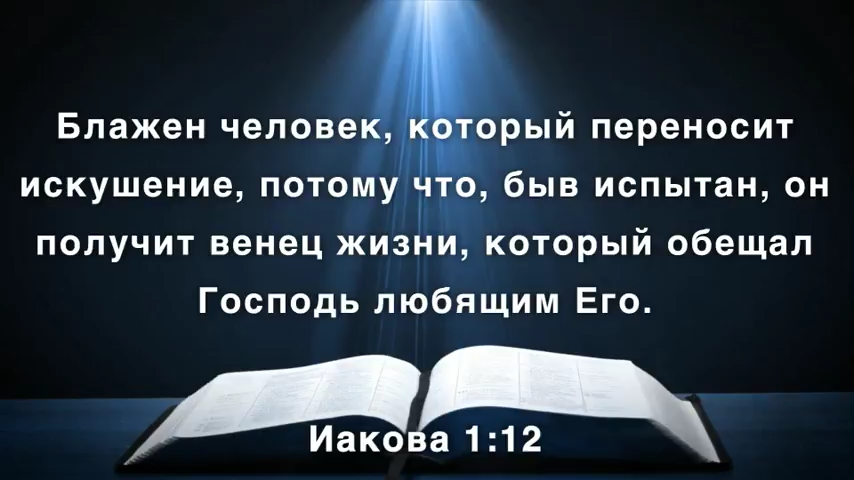 Блажен человек, который переносит
искушение, потому что, быв испытан, он
получит венец жизни, который обещал
Господь любящим Его.
Иакова 1:12